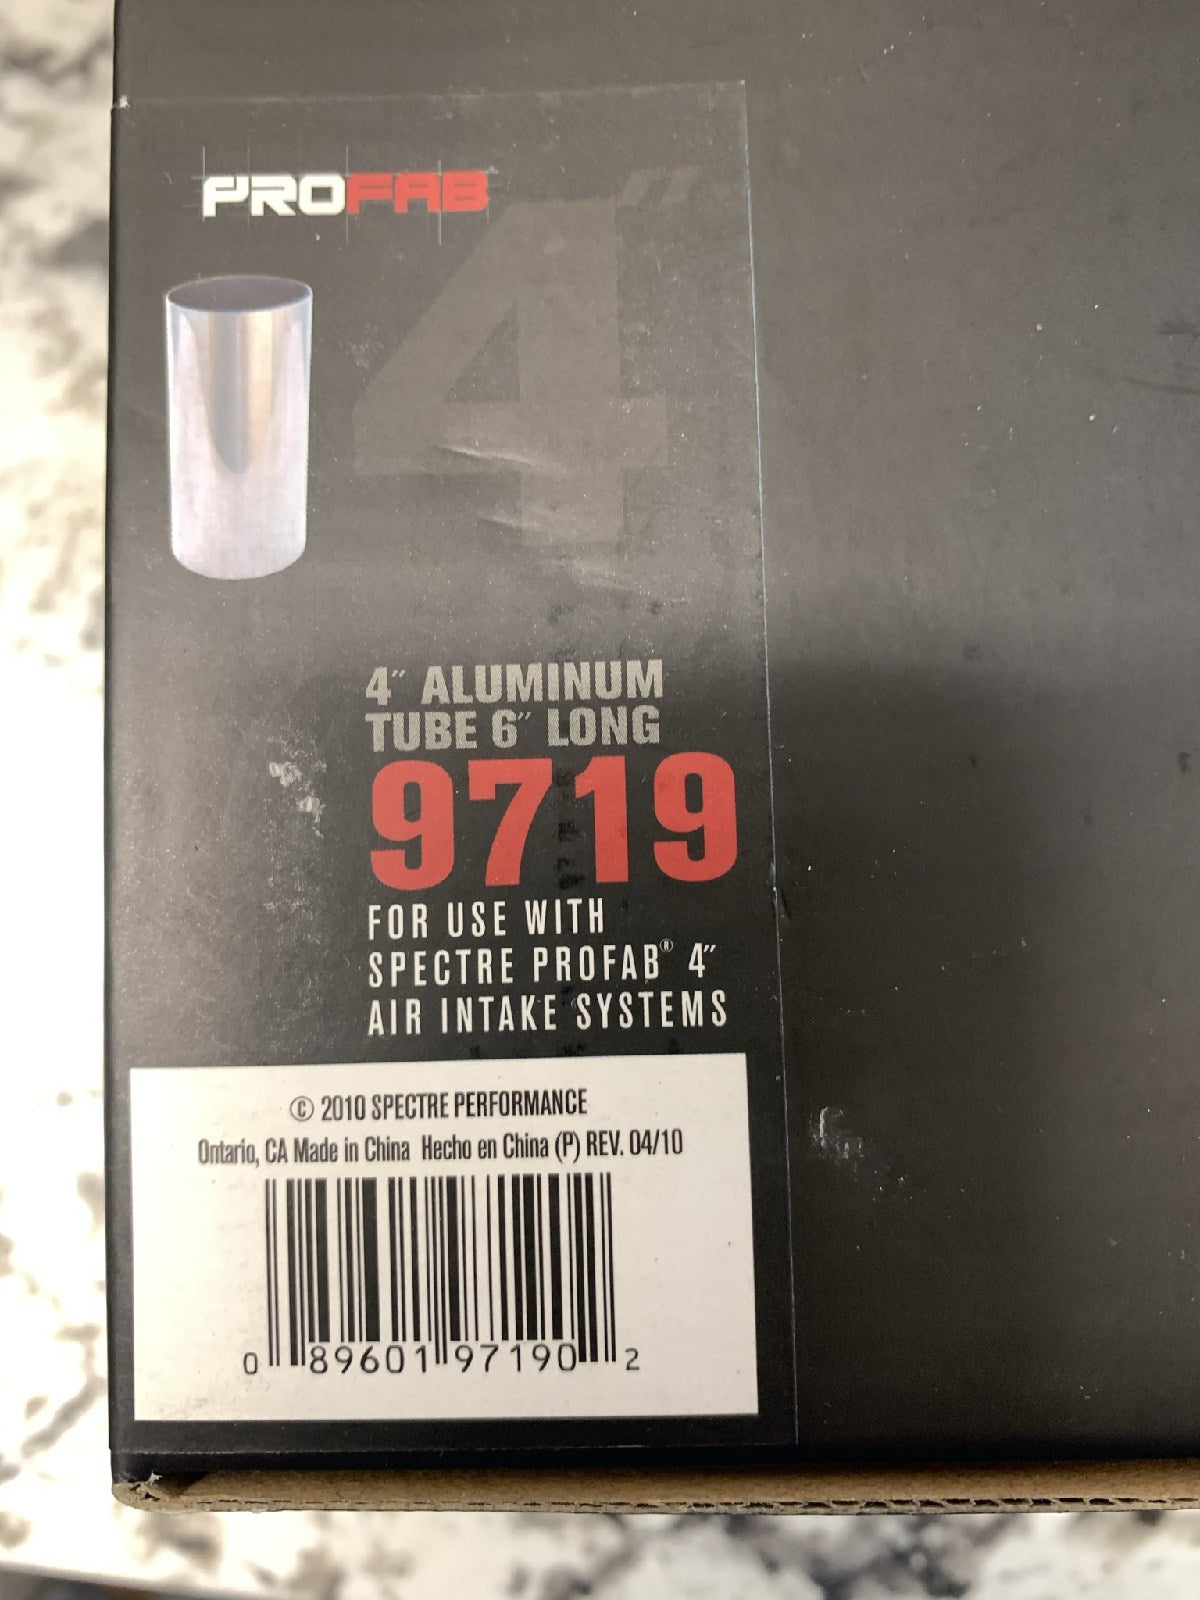 PROFAB
4"
4" ALUMINUM
TUBE 6" LONG
9719
FOR USE WITH
SPECTRE PROFAB® 4"
AIR INTAKE SYSTEMS
© 2010 SPECTRE PERFORMANCE
Ontario, CA Made in China Hecho en China (P) REV. 04/10
0 89601 97190 2